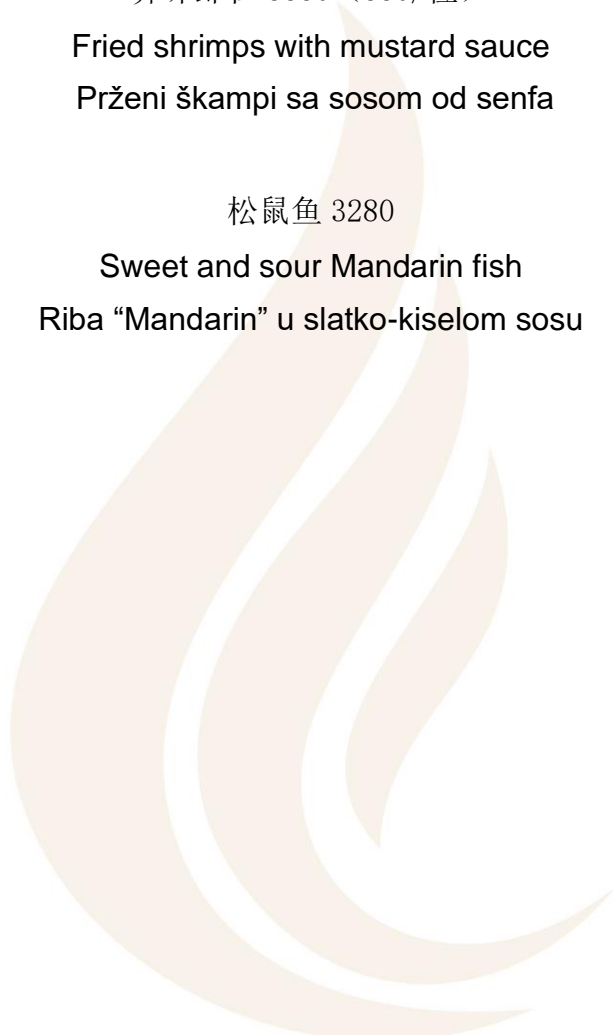 Fried shrimps with mustard sauce
Prženi škampi sa sosom od senfa
松鼠鱼 3280
Sweet and sour Mandarin fish
Riba “Mandarin” u slatko-kiselom sosu